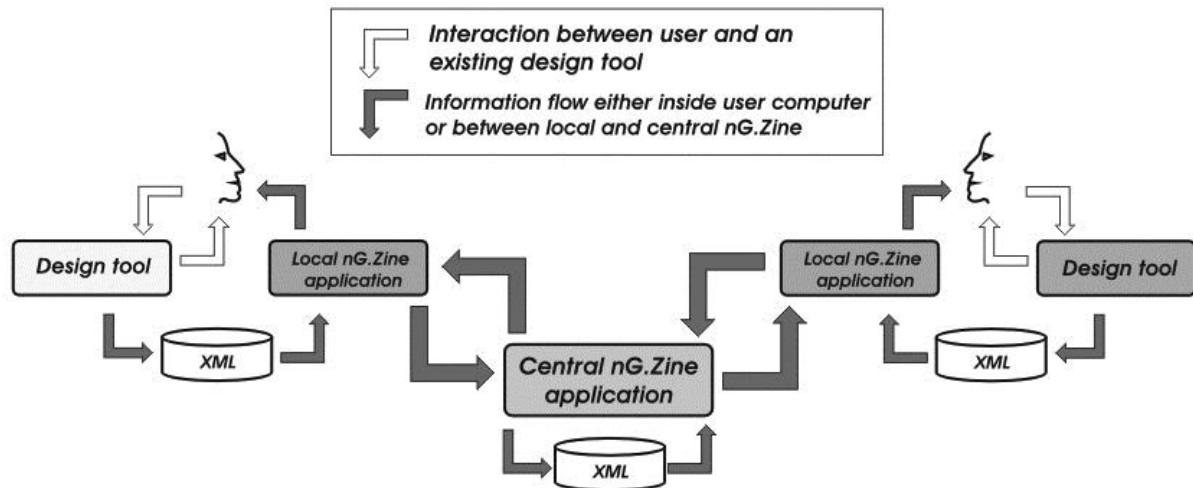 Interaction between user and an
existing design tool
Information flow either inside user computer
or between local and central nG.Zine
Design tool
Local nG.Zine
application
Local nG.Zine
application
Design tool
XML
XML
Central nG.Zine
application
XML